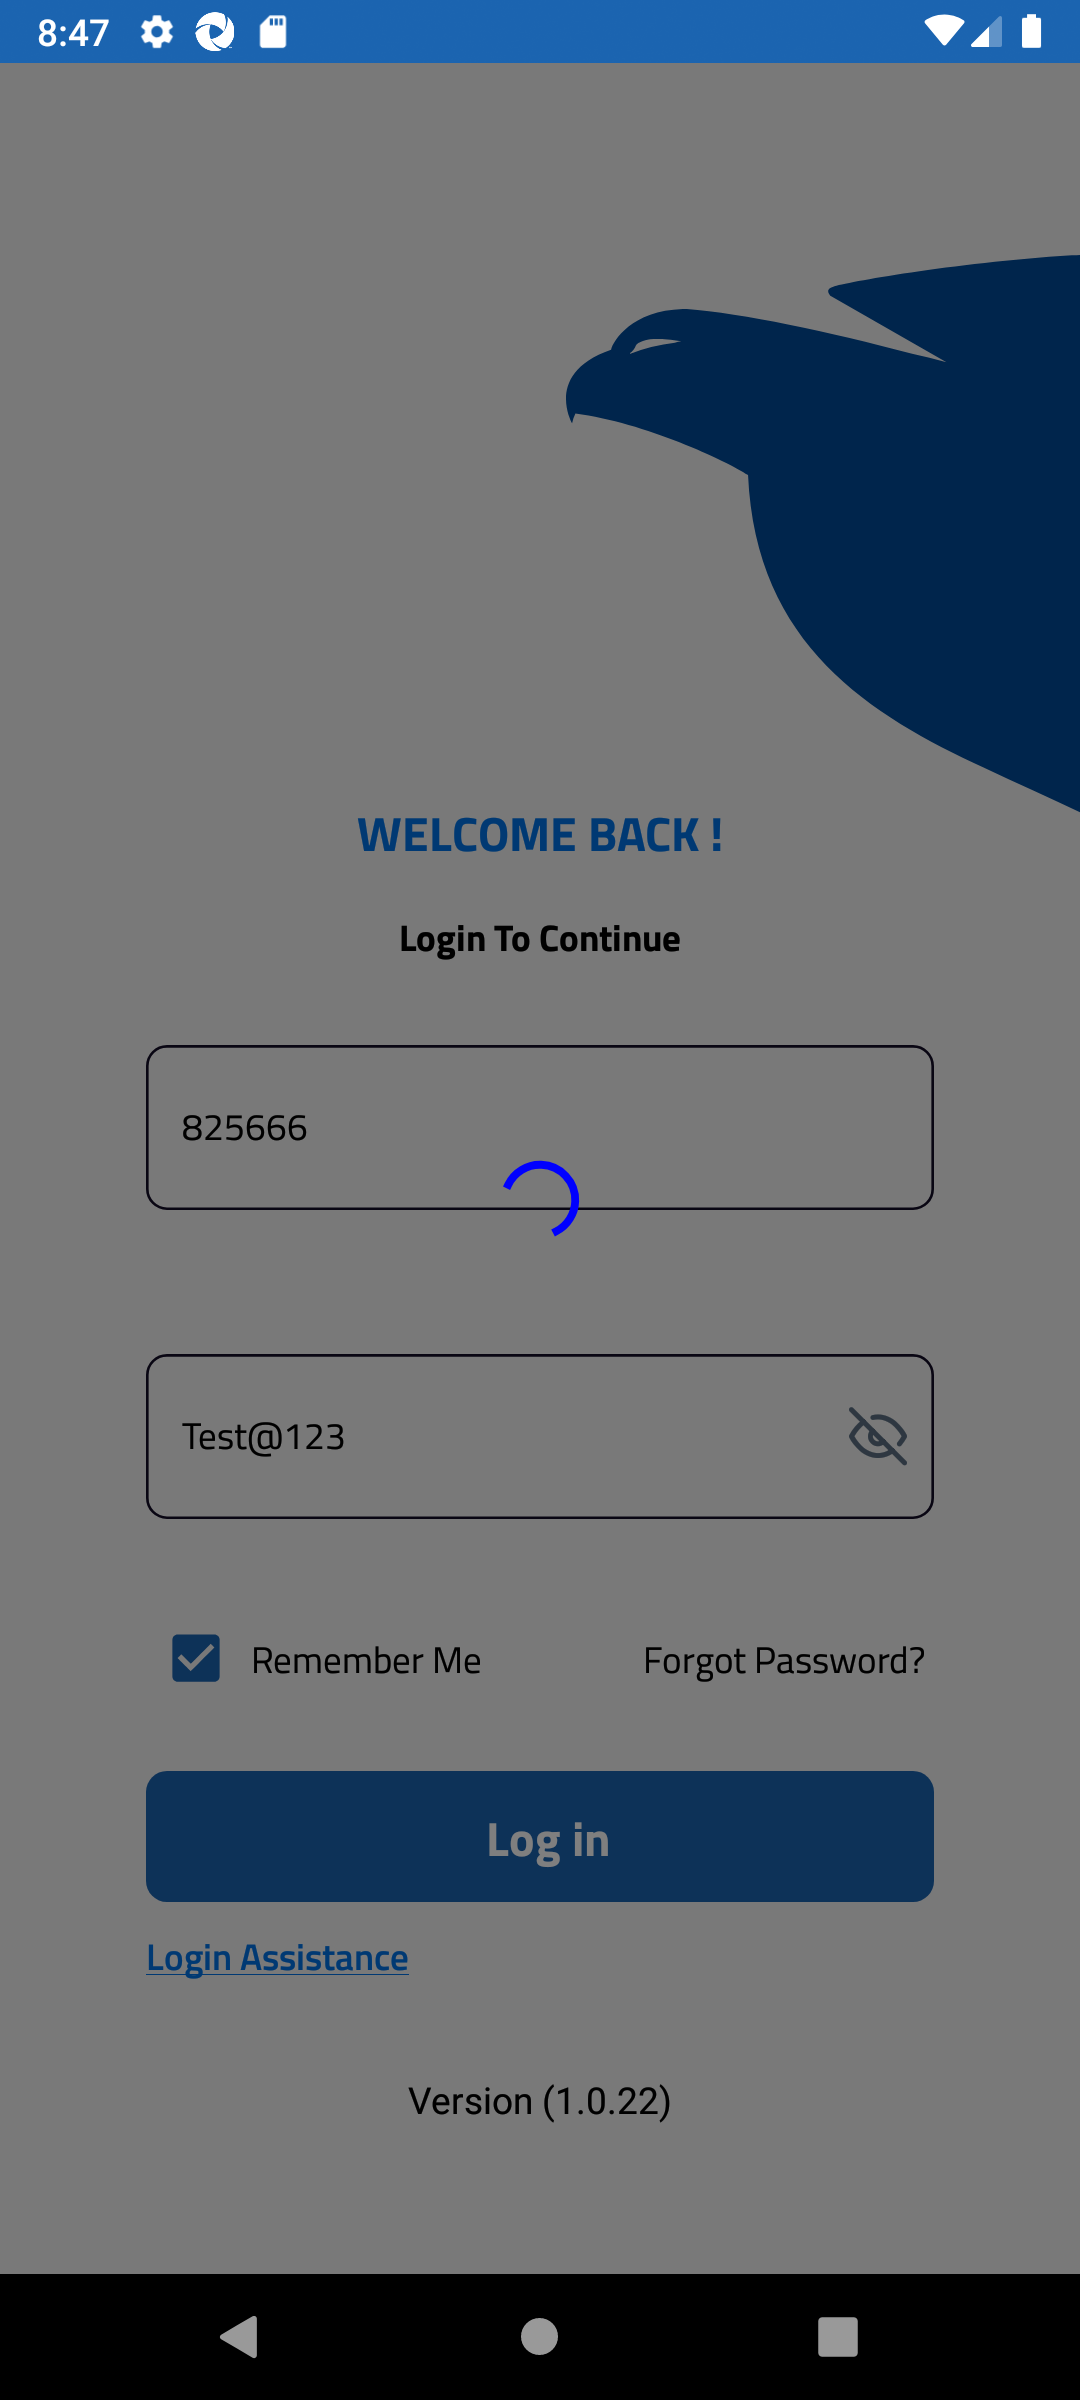 8:47
WELCOME BACK !
Login To Continue
825666
Test@123
Remember Me
Forgot Password?
Log in
Login Assistance
Version (1.0.22)